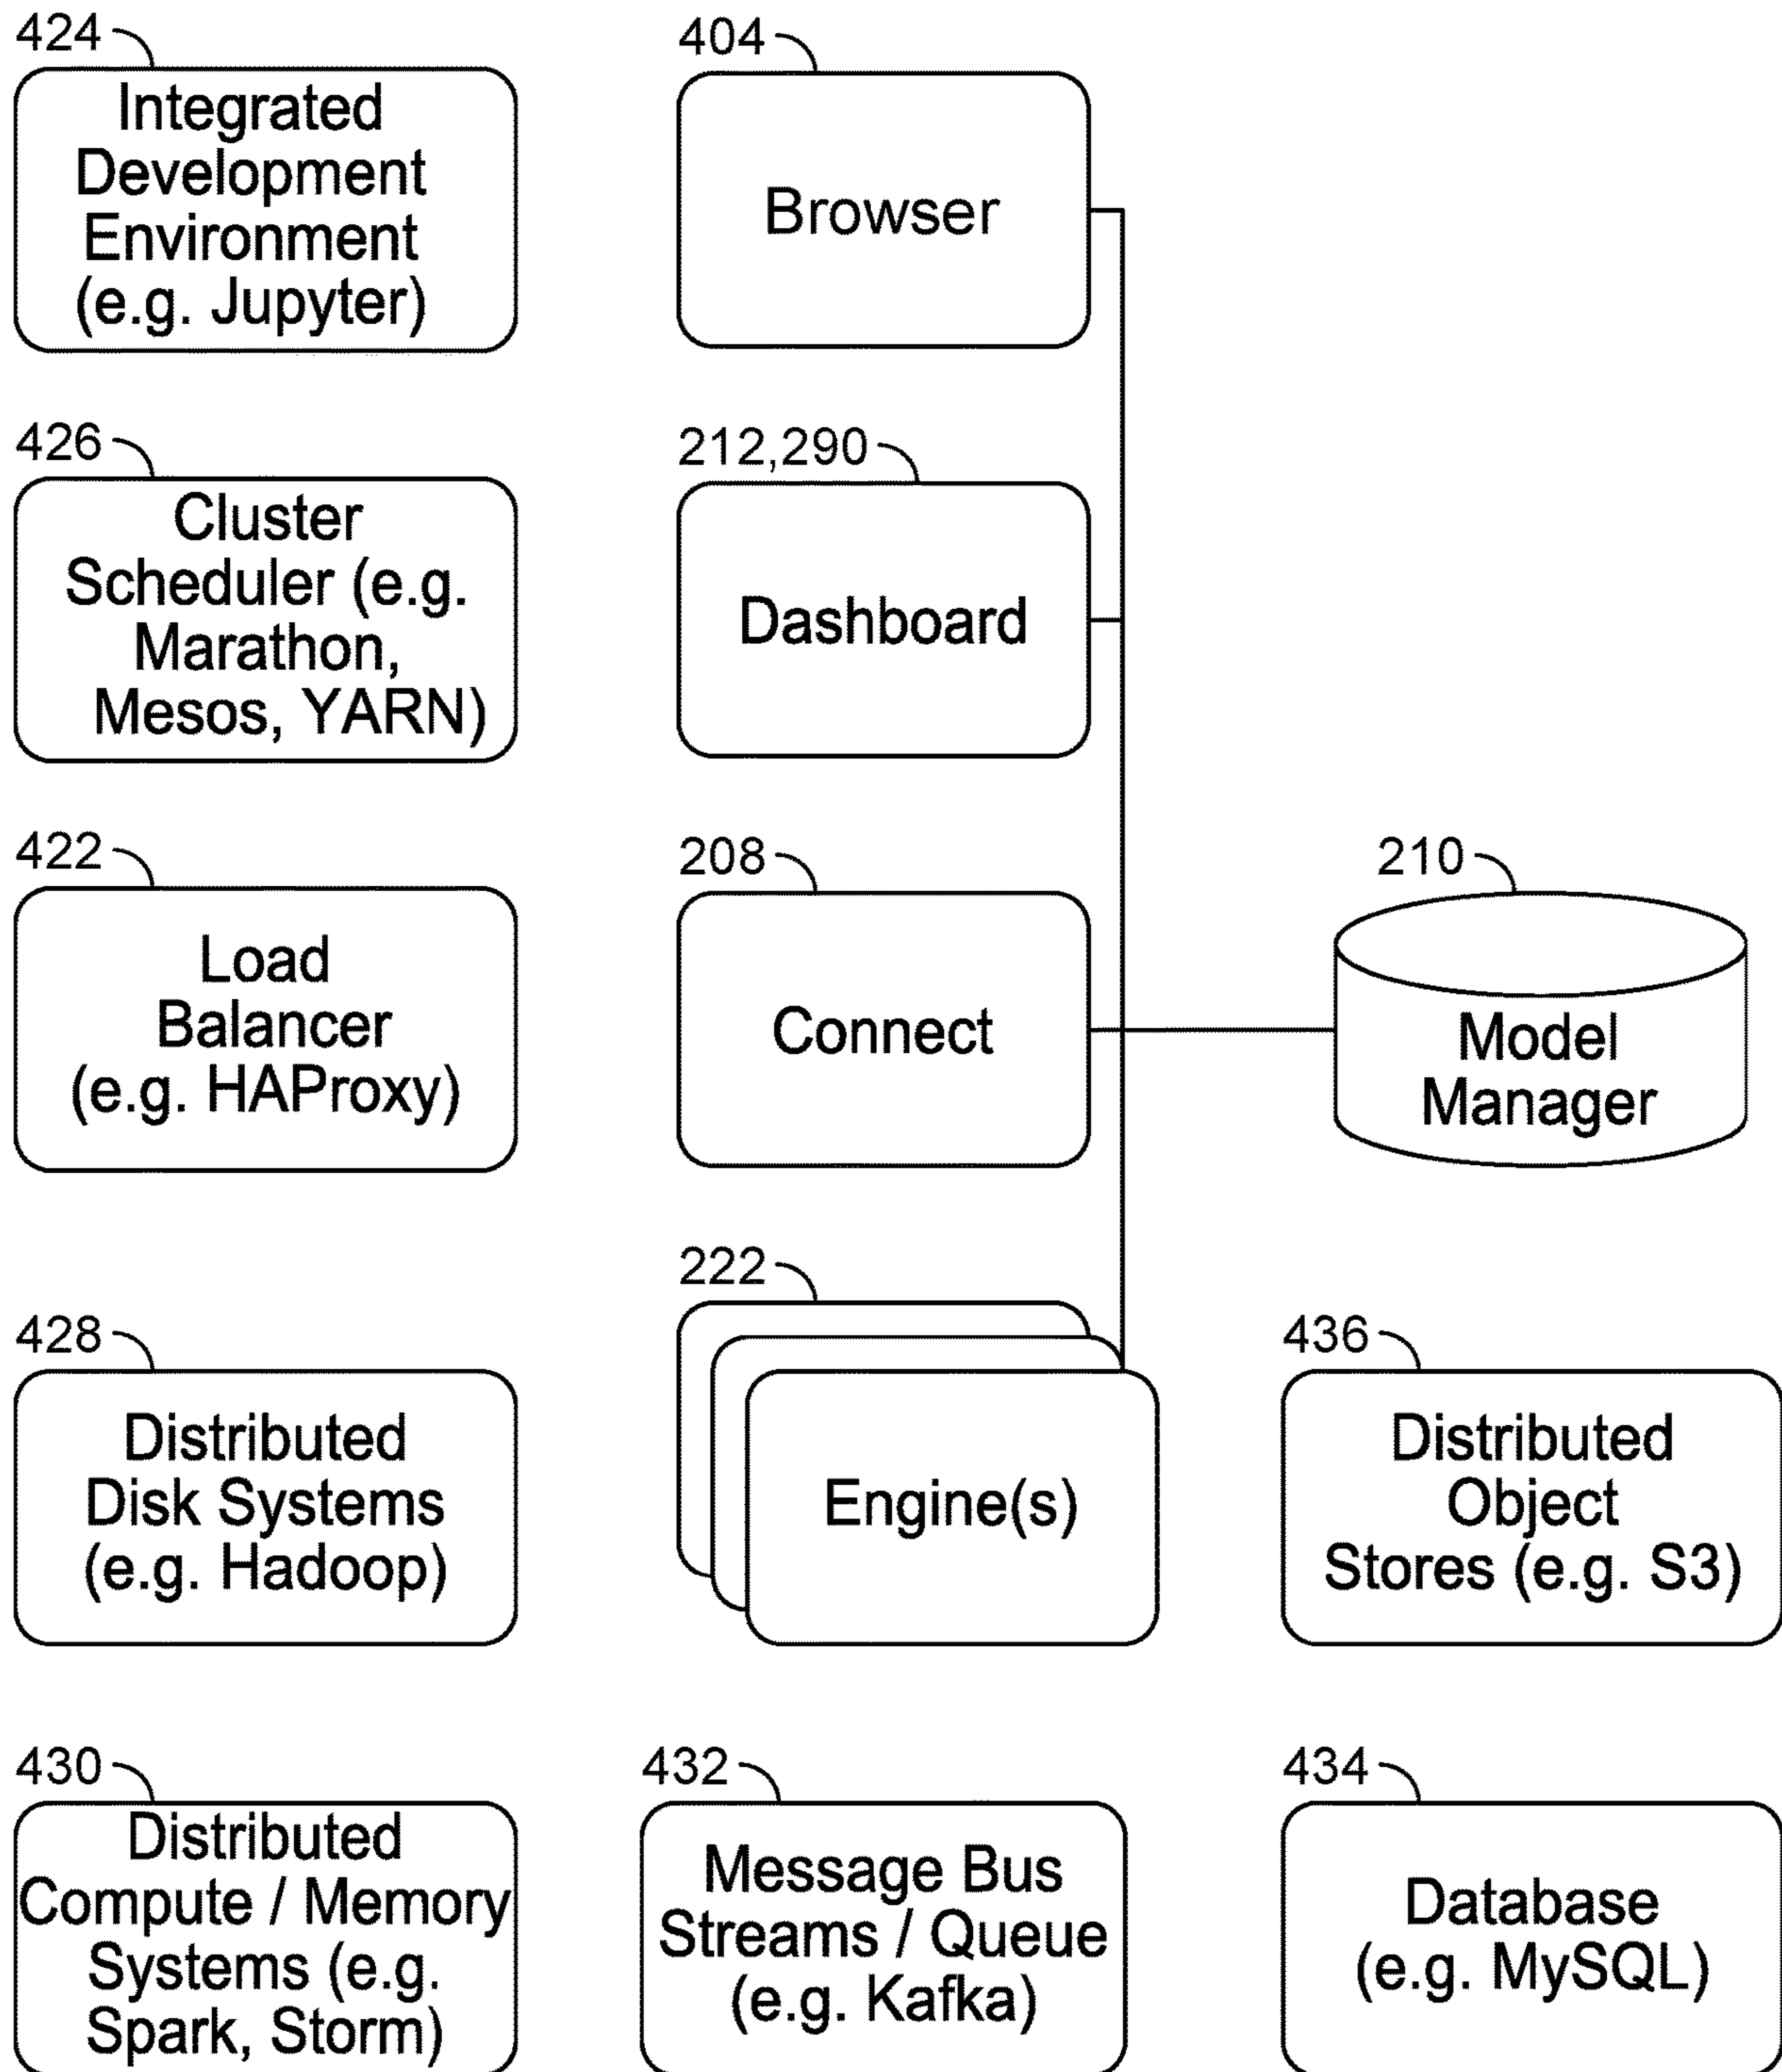 424
Integrated
Development
Environment
(e.g. Jupyter)
404
Browser
426
Cluster
Scheduler (e.g.
Marathon,
Mesos, YARN)
212,290
Dashboard
422
Load
Balancer
(e.g. HAProxy)
208
Connect
210
Model
Manager
428
Distributed
Disk Systems
(e.g. Hadoop)
222
Engine(s)
436
Distributed
Object
Stores (e.g. S3)
430
Distributed
Compute / Memory
Systems (e.g.
Spark, Storm)
432
Message Bus
Streams / Queue
(e.g. Kafka)
434
Database
(e.g. MySQL)